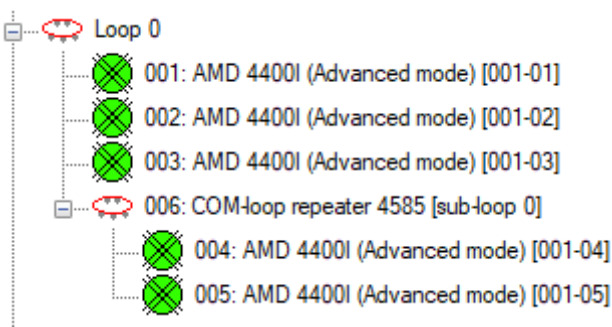 Loop 0
001: AMD 4400I (Advanced mode) [001-01]
002: AMD 4400I (Advanced mode) [001-02]
003: AMD 4400I (Advanced mode) [001-03]
006: COM-loop repeater 4585 [sub-loop 0]
004: AMD 4400I (Advanced mode) [001-04]
005: AMD 4400I (Advanced mode) [001-05]